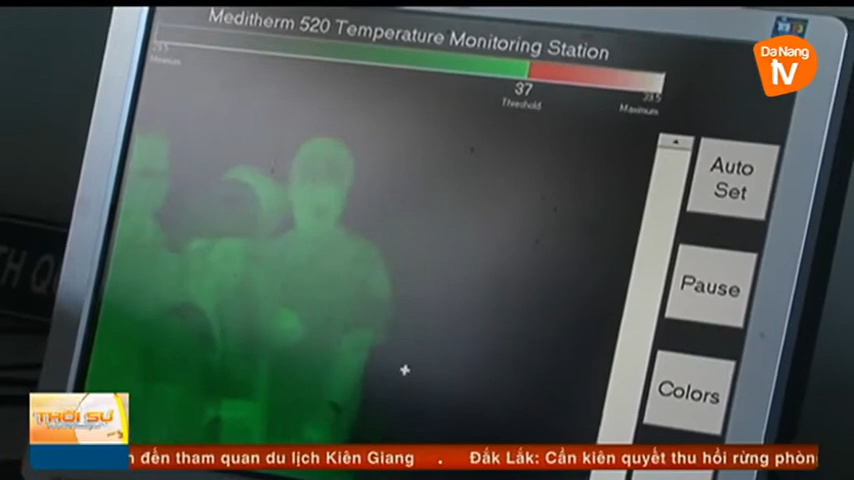 Meditherm 520 Temperature Monitoring Station
Da Nang
tv
37
Threshold
Maximum
Auto
Set
Pause
Colors
THỜI SỰ
đến tham quan du lịch Kiên Giang . Đắk Lắk: Cần kiên quyết thu hồi rừng phòn